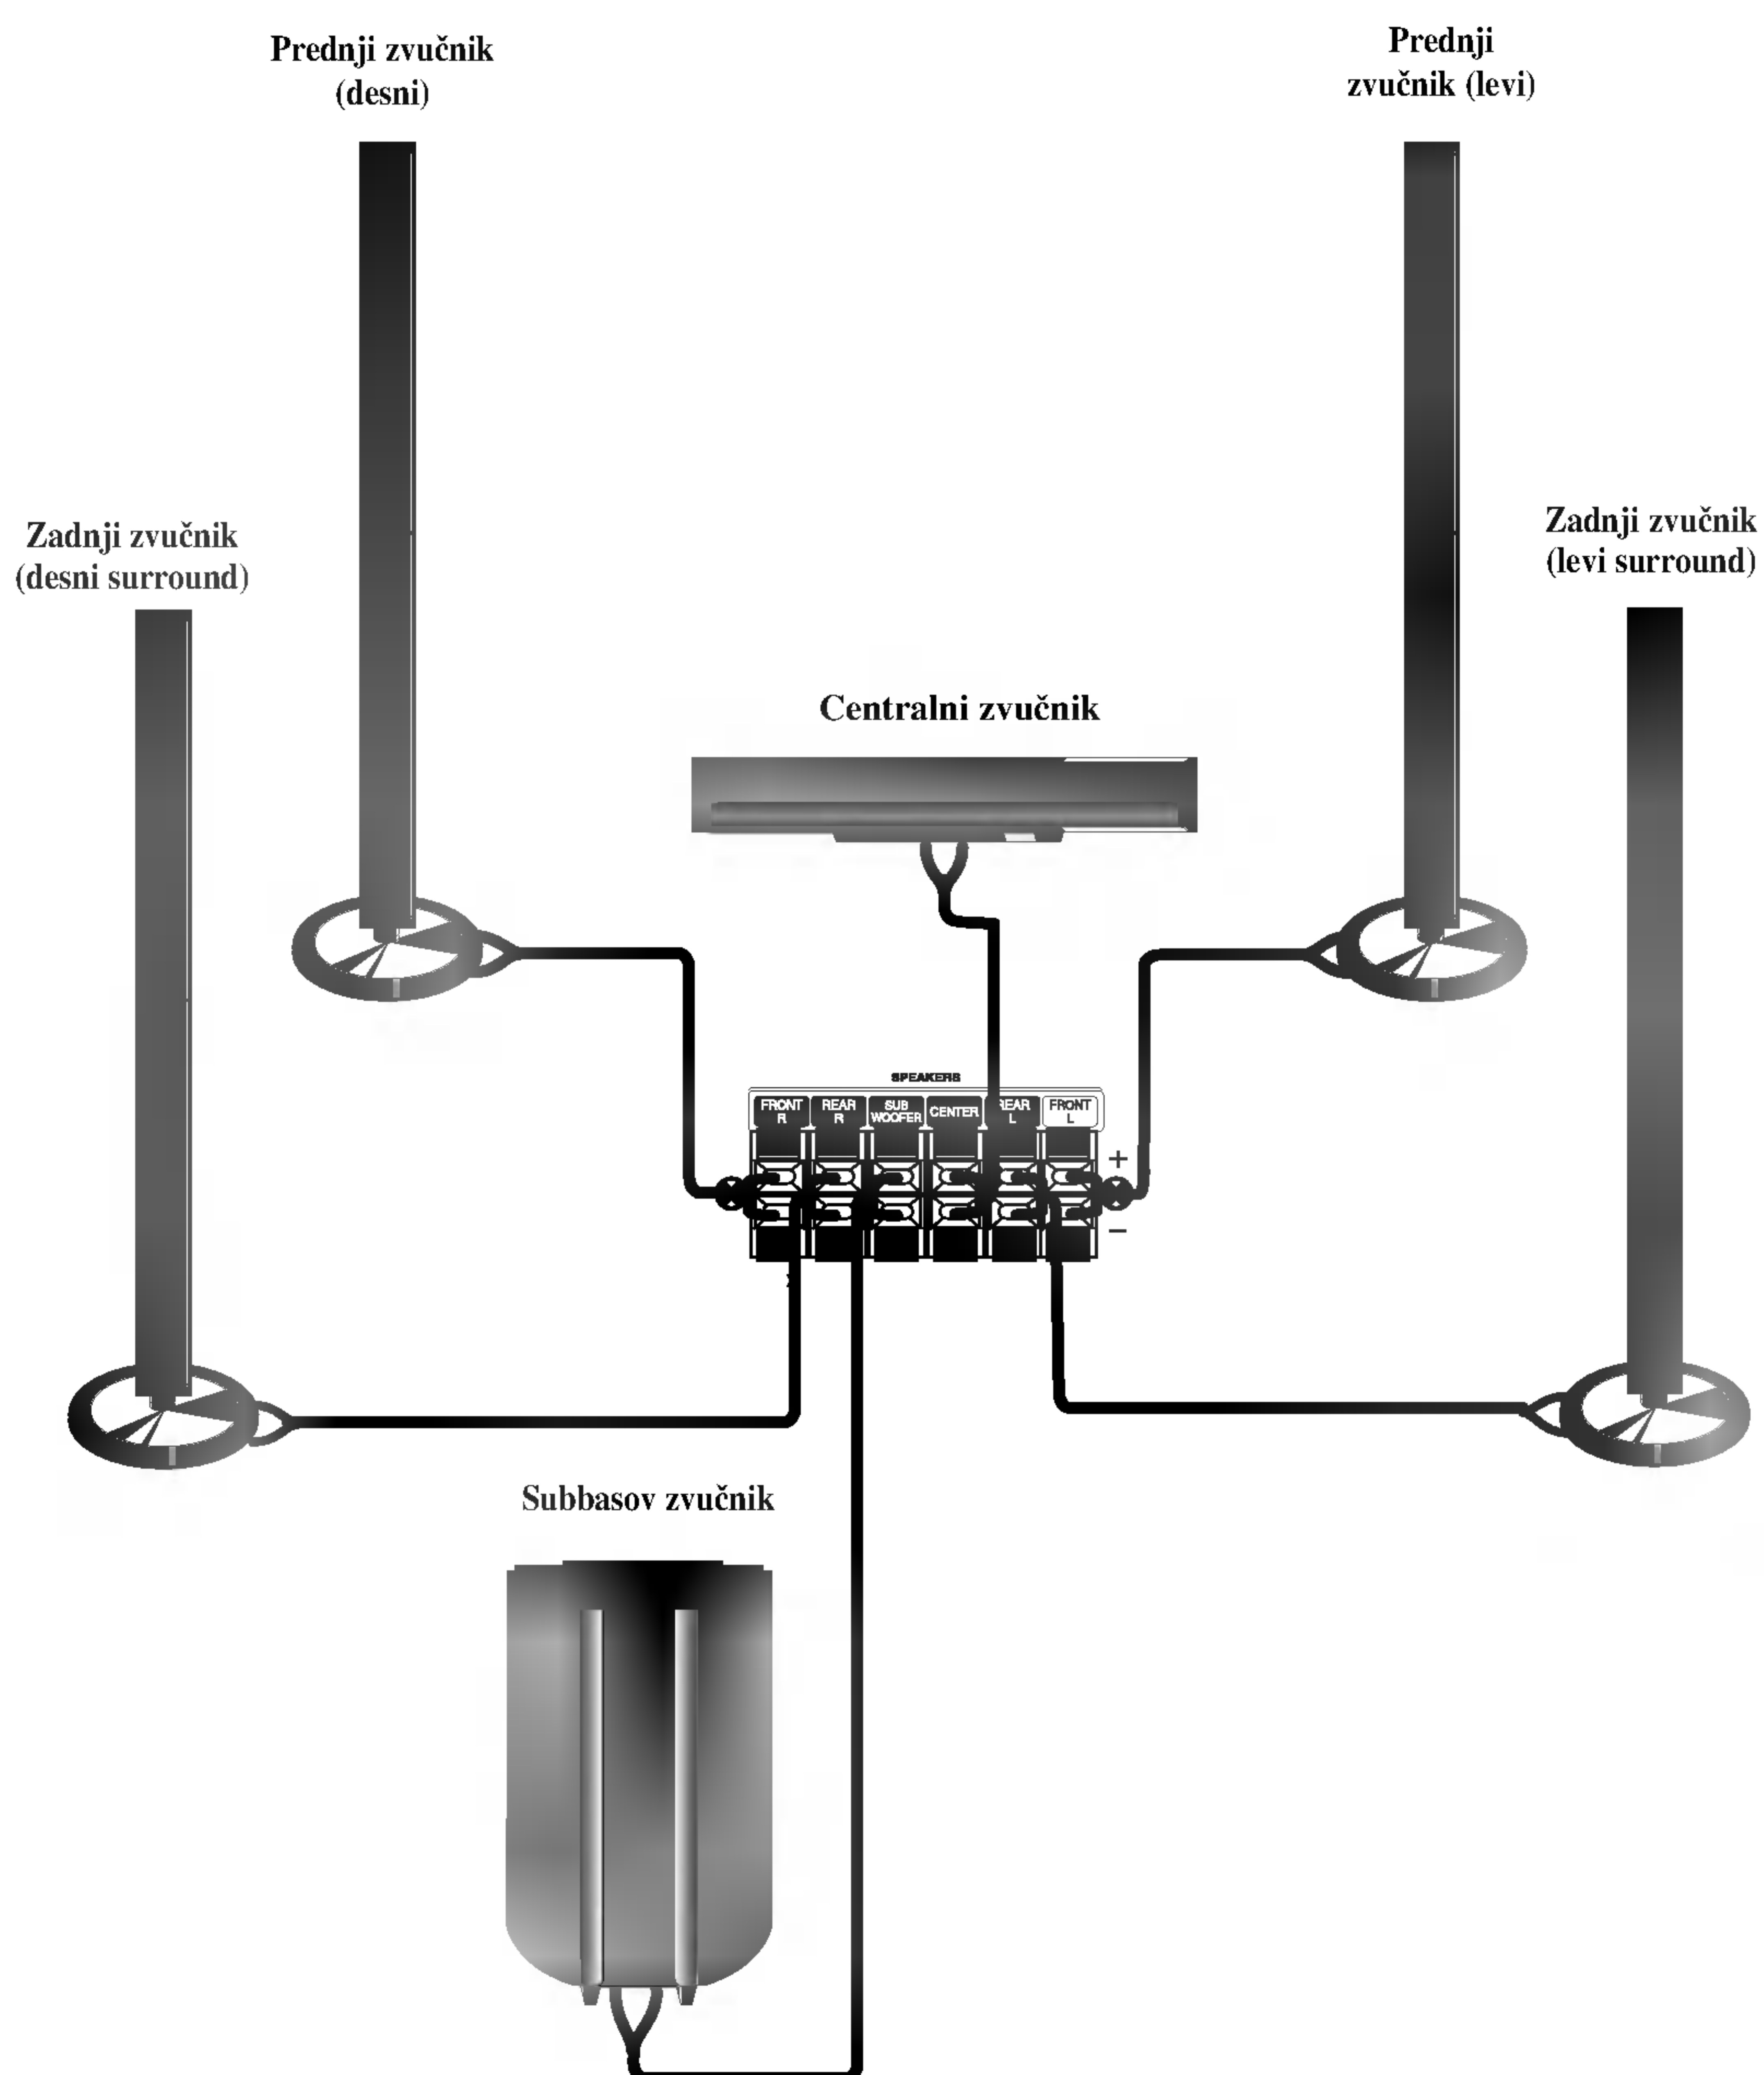 Prednji zvučnik
(desni)
Prednji
zvučnik (levi)
Zadnji zvučnik
(desni surround)
Zadnji zvučnik
(levi surround)
Centralni zvučnik
SPEAKERS
FRONT
R
REAR
R
SUB
WOOFER
CENTER
REAR
L
FRONT
L
+
−
Subbasov zvučnik